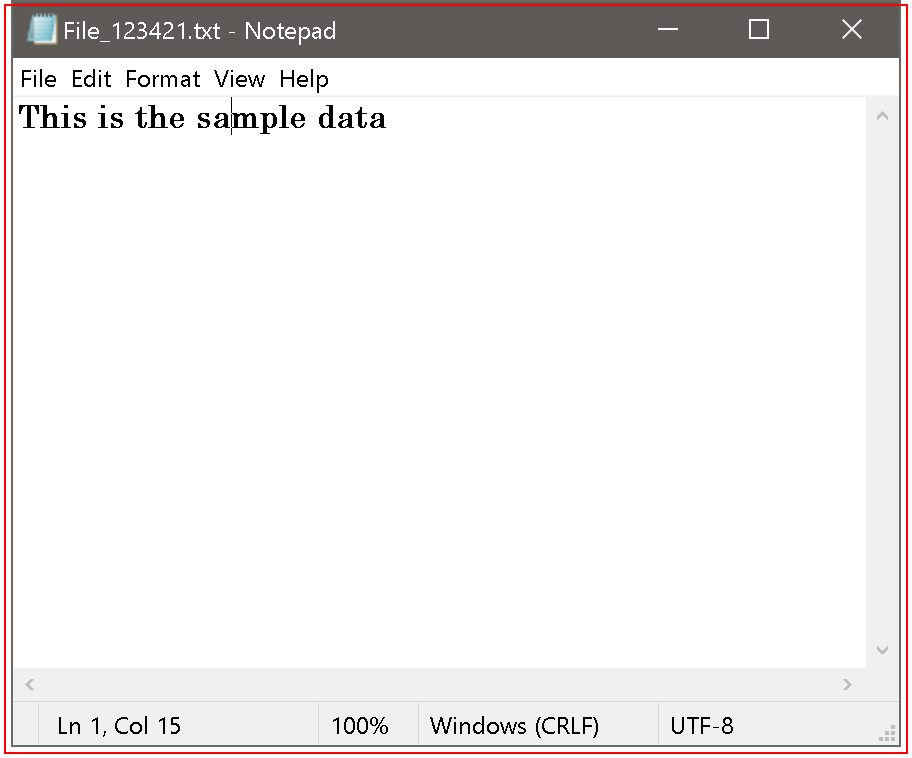 File_123421.txt - Notepad
File Edit Format View Help
This is the sample data
Ln 1, Col 15 100% Windows (CRLF) UTF-8